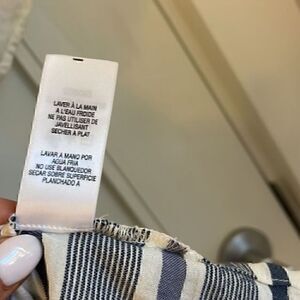 LAVER À LA MAIN
A L'EAU FROIDE
NE PAS UTILISER DE
JAVELLISANT
SECHER A PLAT
LAVAR A MANO POR
AGUA FRIA
NO USE BLANQUEDOR
SECAR SOBRE SUPERFICIE
PLANCHADO A